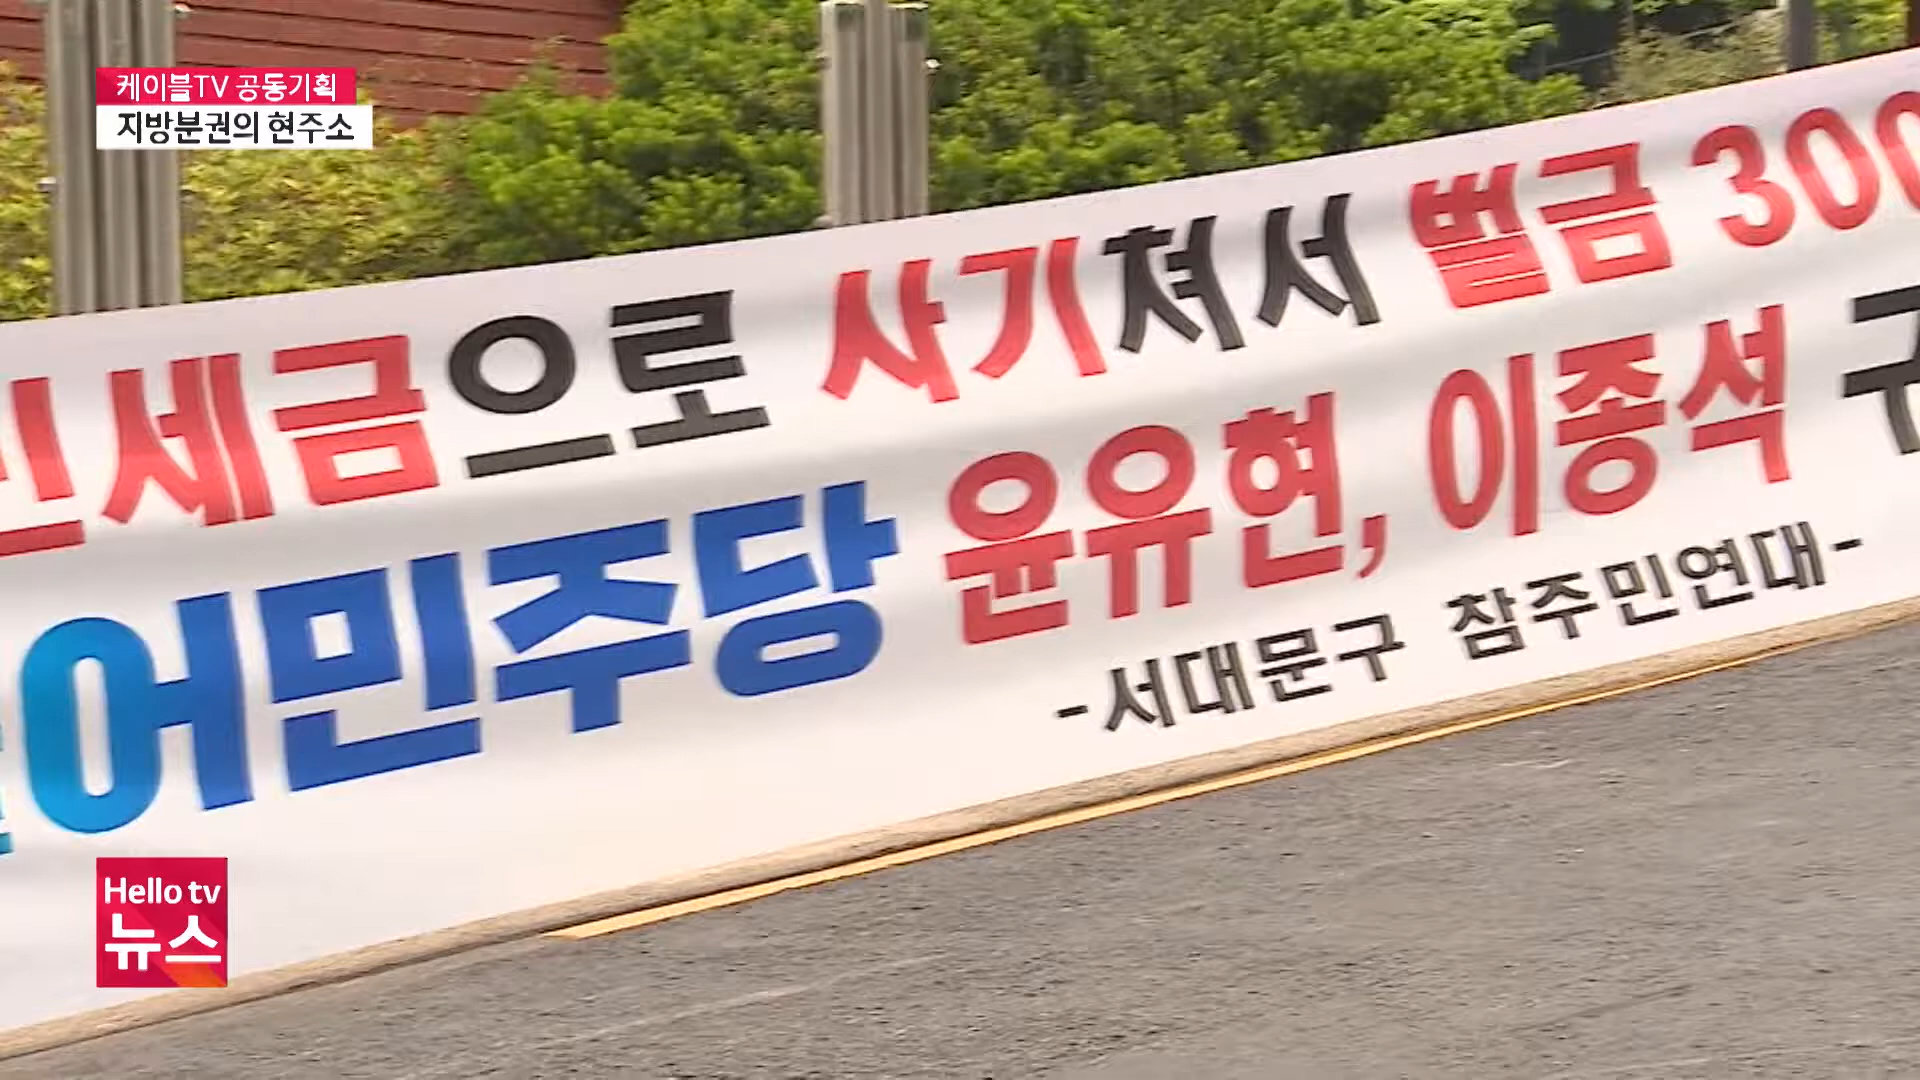 케이블TV 공동기획
지방분권의 현주소
민세금으로 사기쳐서 벌금 300
어민주당 윤유현, 이종석 구
-서대문구 참주민연대-
Hello tv
뉴스